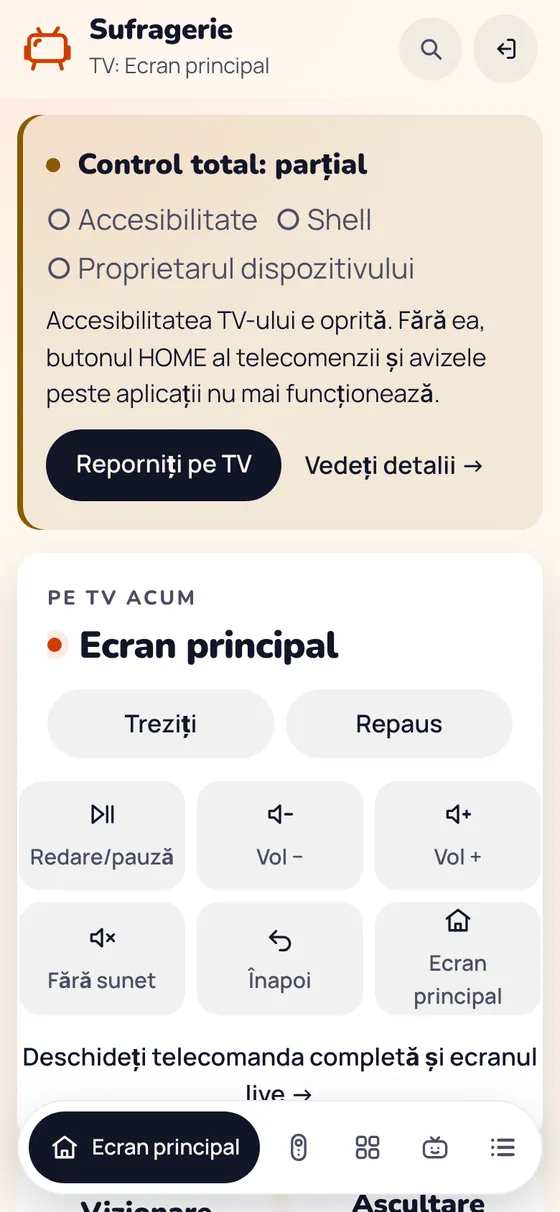 Sufragerie
TV: Ecran principal
Control total: parțial
Accesibilitate
Shell
Proprietarul dispozitivului
Accesibilitatea TV-ului e oprită. Fără ea,
butonul HOME al telecomenzii și avizele
peste aplicații nu mai funcționează.
Reporniți pe TV
Vedeți detalii →
PE TV ACUM
Ecran principal
Treziți
Repaus
Redare/pauză
Vol −
Vol +
Fără sunet
Înapoi
Ecran
principal
Deschideți telecomanda completă și ecranul
live →
Ecran principal
Vizionare
Ascultare